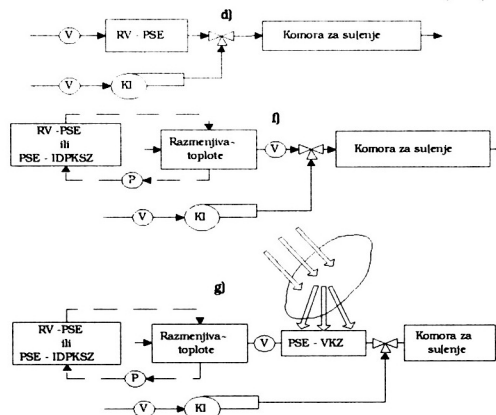 d)
V
RV - PSE
Komora za sušenje
V
KI
f)
RV -PSE
ili
PSE - IDPKSZ
Razmenjiva-
toplote
V
Komora za sušenje
P
V
KI
g)
RV -PSE
ili
PSE - IDPKSZ
Razmenjiva-
toplote
V
PSE - VKZ
Komora za
sušenje
P
V
KI